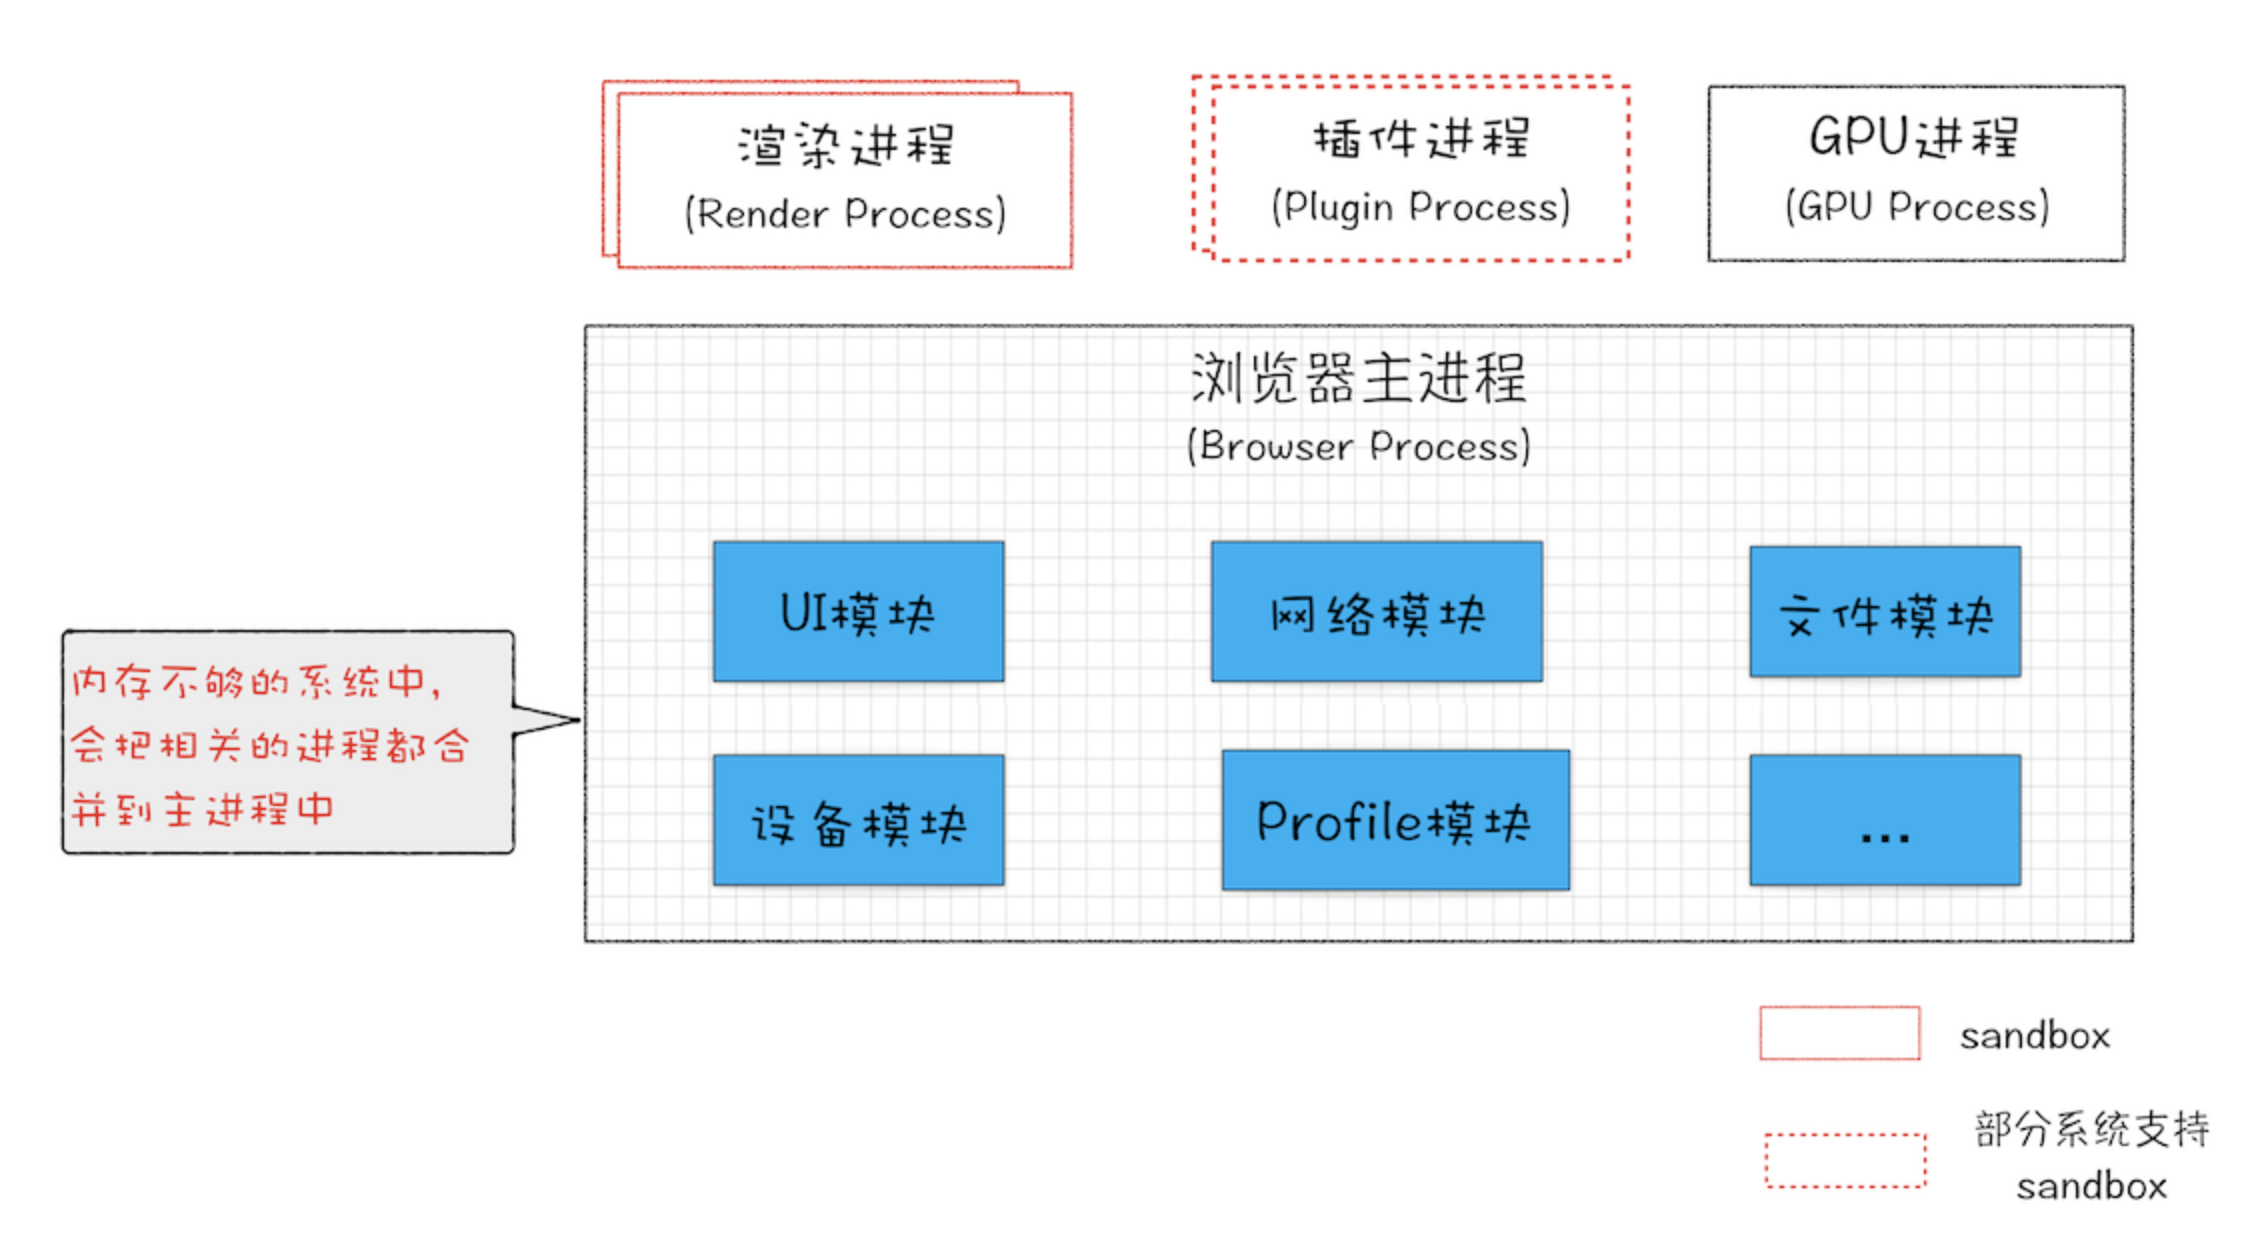 渲染进程
(Render Process)
插件进程
(Plugin Process)
GPU进程
(GPU Process)
浏览器主进程
(Browser Process)
UI模块
网络模块
文件模块
内存不够的系统中，
会把相关的进程都合
并到主进程中
设备模块
Profile模块
...
sandbox
部分系统支持
sandbox